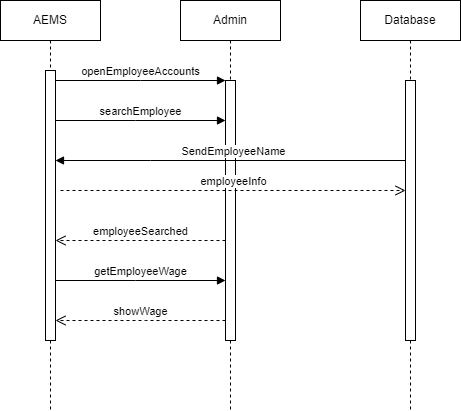 AEMS
Admin
Database
openEmployeeAccounts
searchEmployee
SendEmployeeName
employeeInfo
employeeSearched
getEmployeeWage
showWage